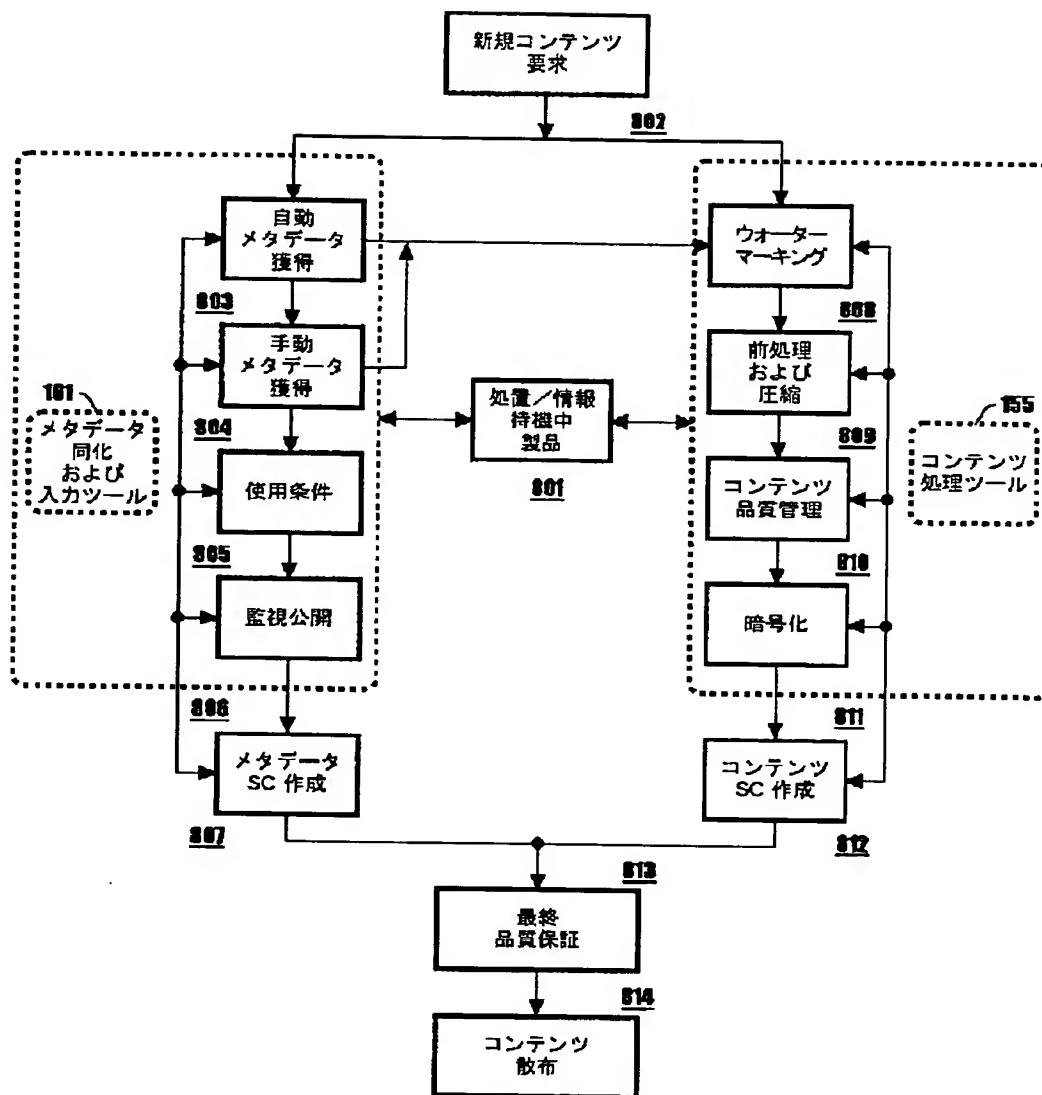 新規コンテンツ
要求
802
自動
メタデータ
獲得
803
手動
メタデータ
獲得
804
使用条件
805
監視公開
806
メタデータ
SC 作成
807
161
メタデータ
同化
および
入力ツール
処置／情報
待機中
製品
801
ウォーター
マーキング
808
前処理
および
圧縮
809
コンテンツ
品質管理
810
暗号化
811
コンテンツ
SC 作成
812
155
コンテンツ
処理ツール
813
最終
品質保証
814
コンテンツ
散布